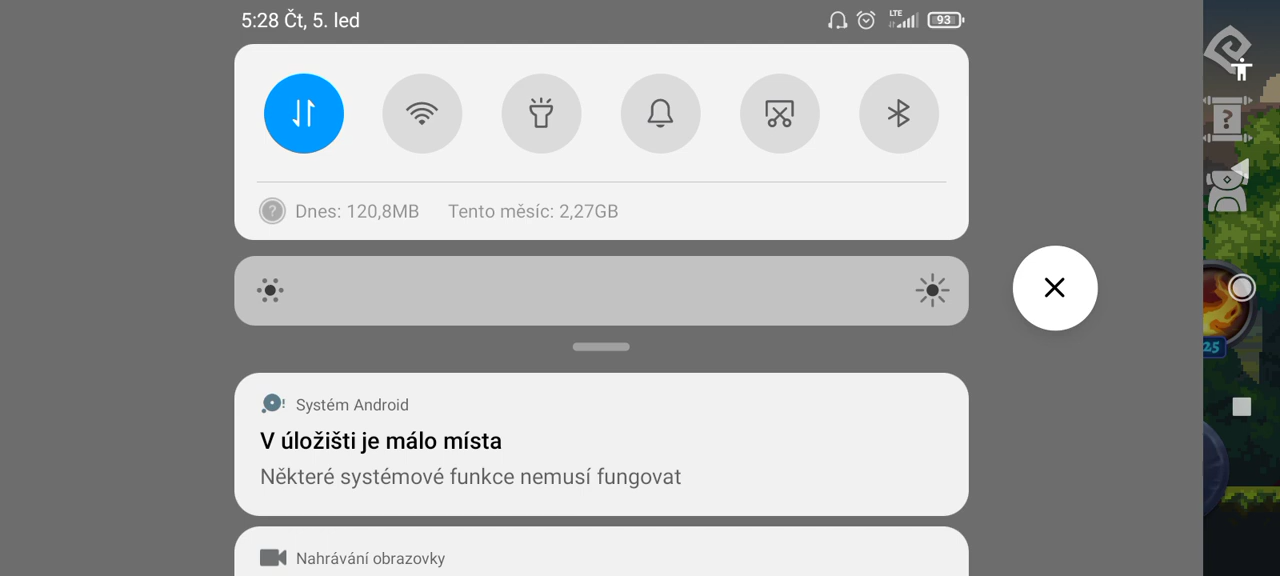 5:28 Čt, 5. led
LTE
93
Dnes: 120,8MB Tento měsíc: 2,27GB
25
Systém Android
V úložišti je málo místa
Některé systémové funkce nemusí fungovat
Nahrávání obrazovky